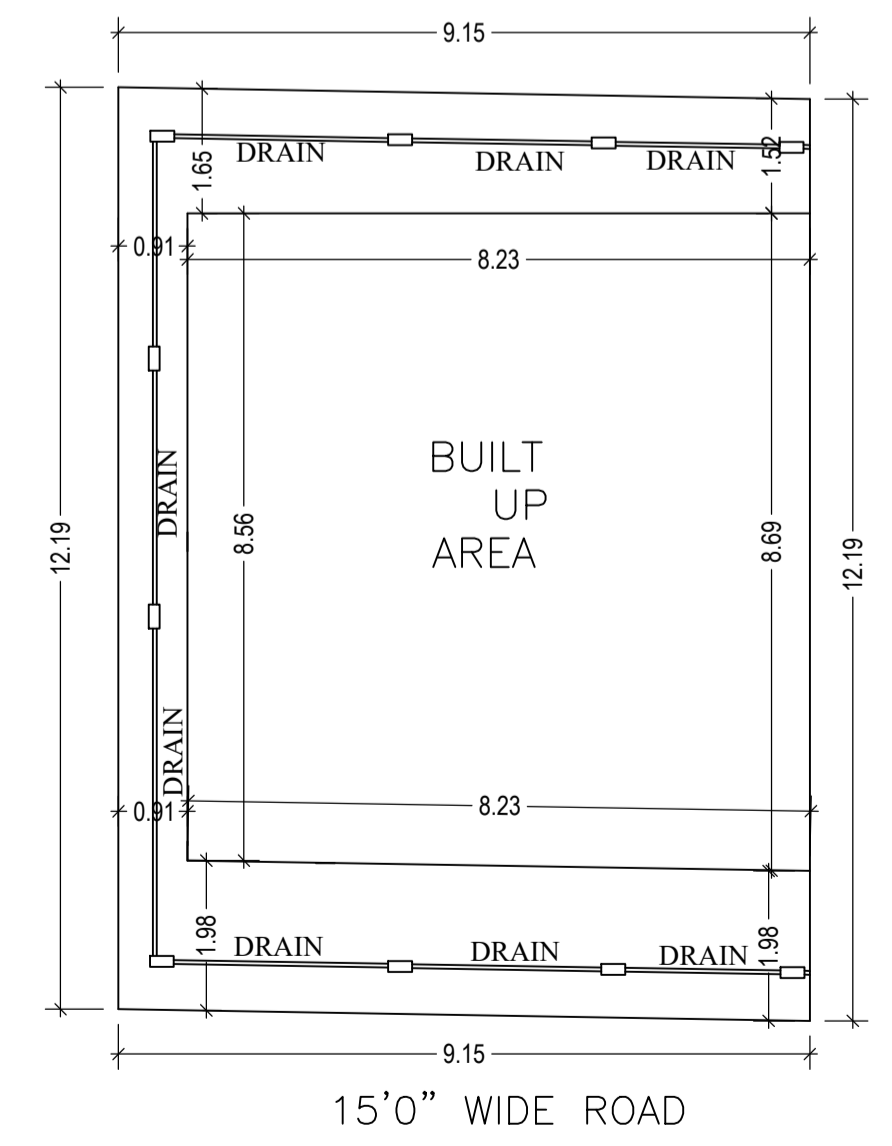 9.15
1.65
1.52
DRAIN
DRAIN
DRAIN
0.91
8.23
BUILT
UP
AREA
DRAIN
12.19
8.56
8.69
12.19
DRAIN
0.91
8.23
1.98
DRAIN
DRAIN
DRAIN
1.98
9.15
15'0" WIDE ROAD